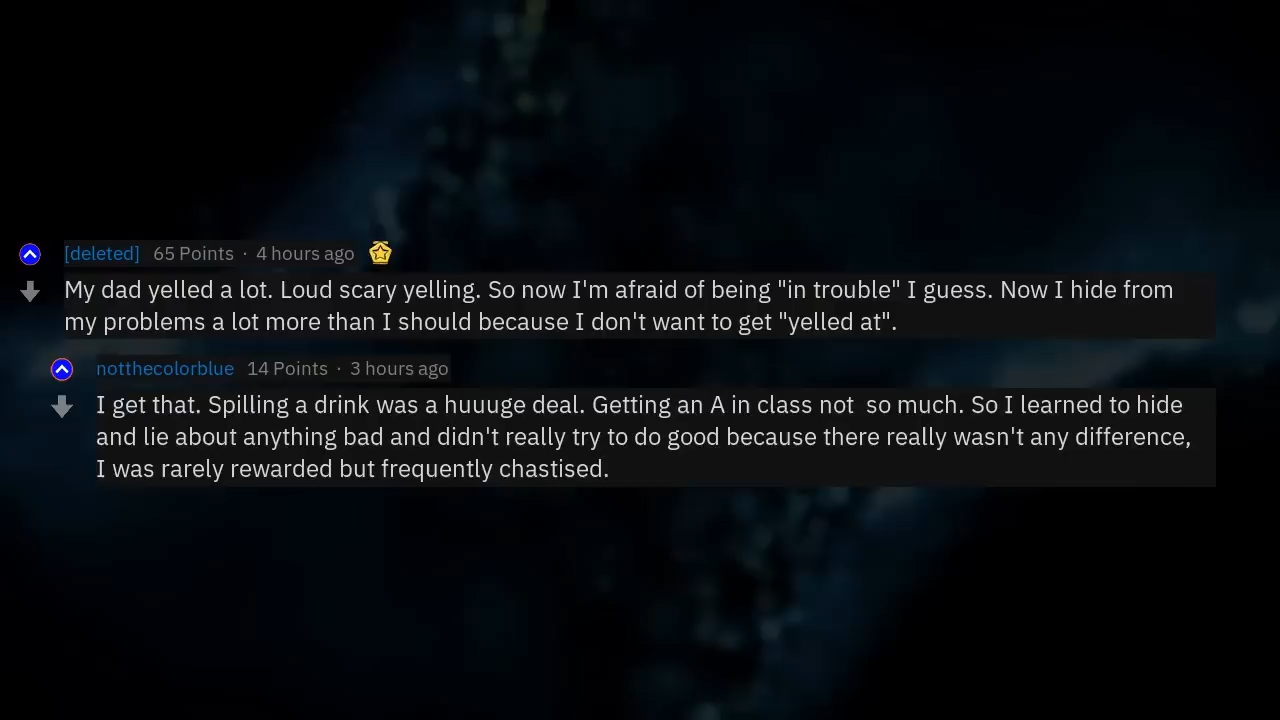 [deleted] 65 Points · 4 hours ago
My dad yelled a lot. Loud scary yelling. So now I'm afraid of being "in trouble" I guess. Now I hide from
my problems a lot more than I should because I don't want to get "yelled at".
notthecolorblue 14 Points · 3 hours ago
I get that. Spilling a drink was a huuuge deal. Getting an A in class not  so much. So I learned to hide
and lie about anything bad and didn't really try to do good because there really wasn't any difference,
I was rarely rewarded but frequently chastised.